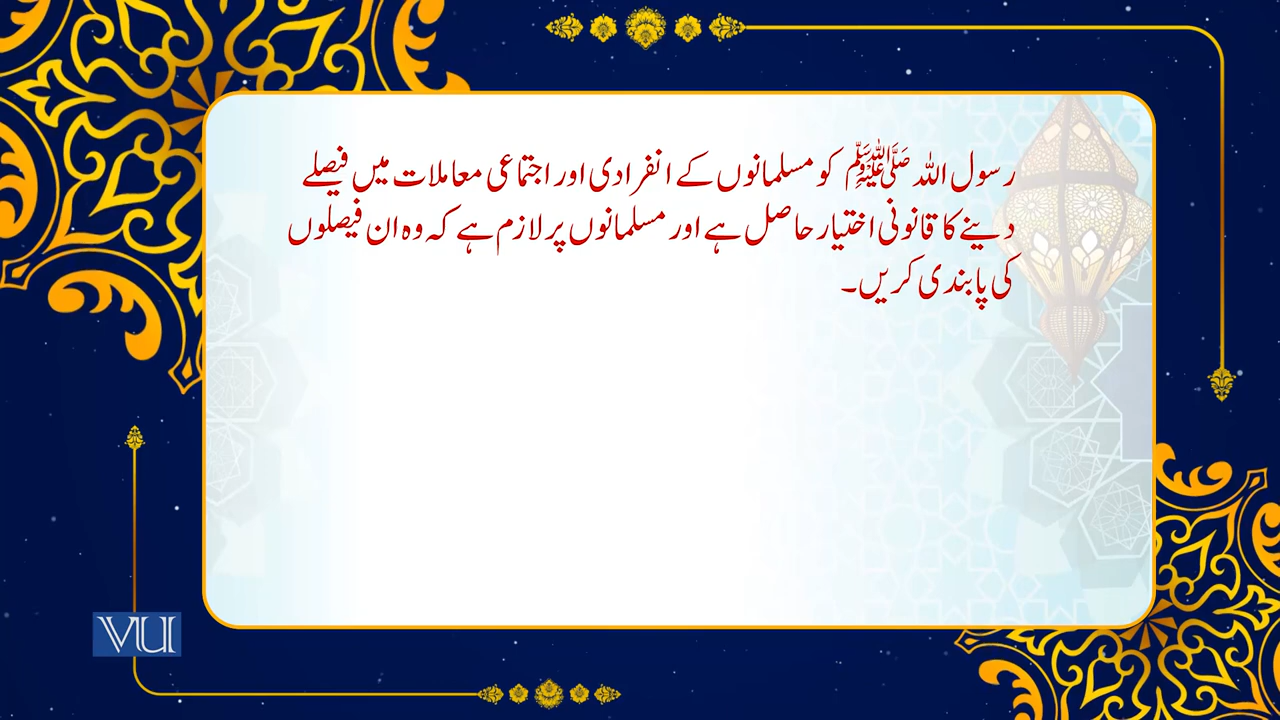 رسول اللہ ﷺ کو مسلمانوں کے انفرادی اور اجتماعی معاملات میں فیصلے
دینے کا قانونی اختیار حاصل ہے اور مسلمانوں پر لازم ہے کہ وہ ان فیصلوں
کی پابندی کریں۔
VU